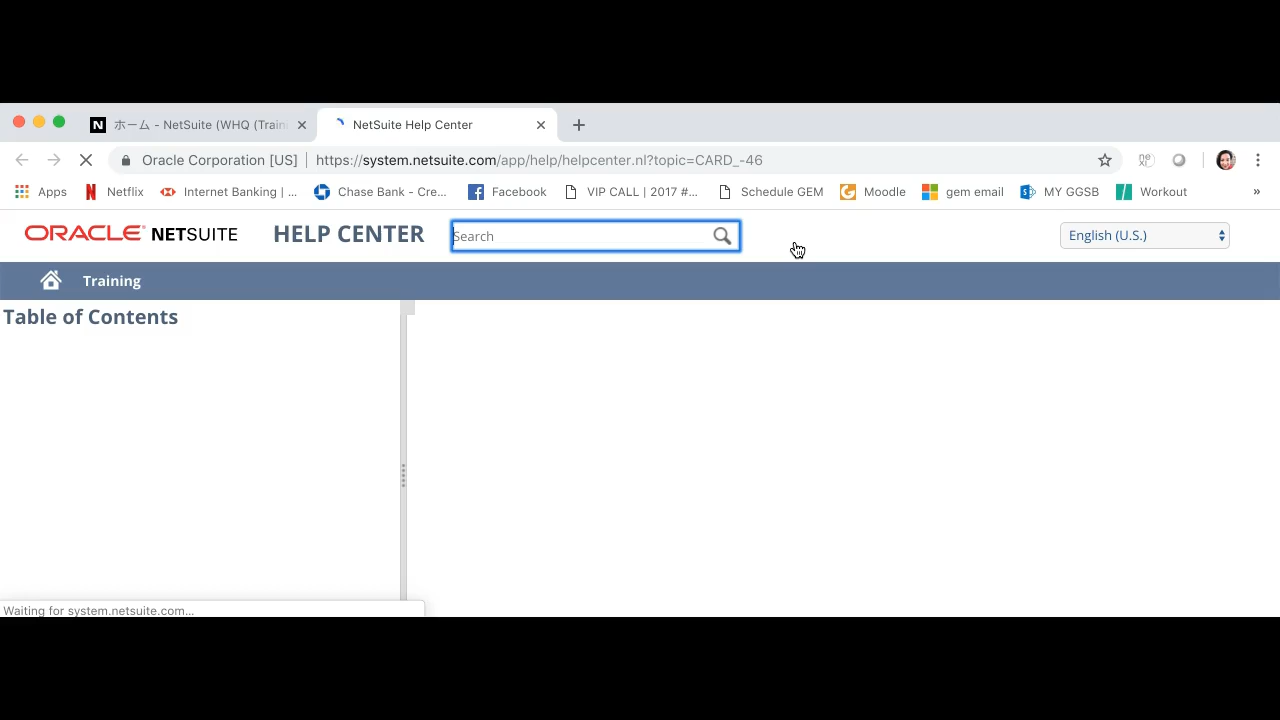 ホーム - NetSuite (WHQ (Train
NetSuite Help Center
Oracle Corporation [US] https://system.netsuite.com/app/help/helpcenter.nl?topic=CARD_-46
Apps Netflix Internet Banking | ... Chase Bank - Cre... Facebook VIP CALL | 2017 #... Schedule GEM Moodle gem email MY GGSB Workout »
ORACLE NETSUITE HELP CENTER Search English (U.S.)
Training
Table of Contents
Waiting for system.netsuite.com...